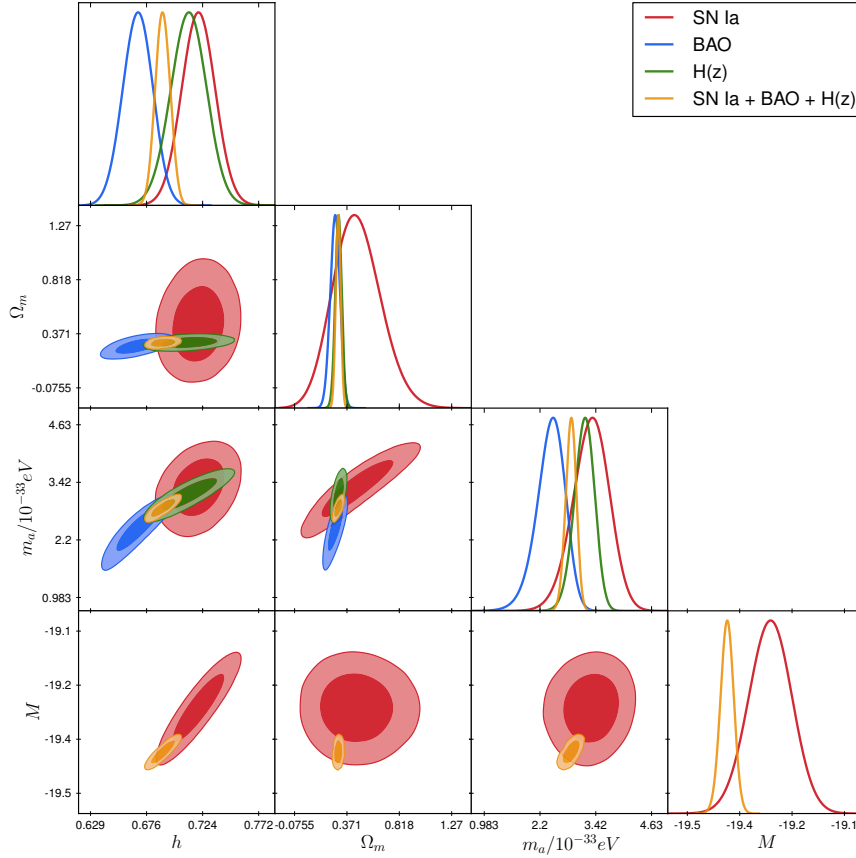 SN Ia
BAO
H(z)
SN Ia + BAO + H(z)
1.27
0.818
0.371
-0.0755
Ω_m
4.63
3.42
2.2
0.983
m_a/10^{-33}eV
-19.1
-19.2
-19.4
-19.5
M
0.629 0.676 0.724 0.772
-0.0755 0.371 0.818 1.27
0.983 2.2 3.42 4.63
-19.5 -19.4 -19.2 -19.1
h
Ω_m
m_a/10^{-33}eV
M